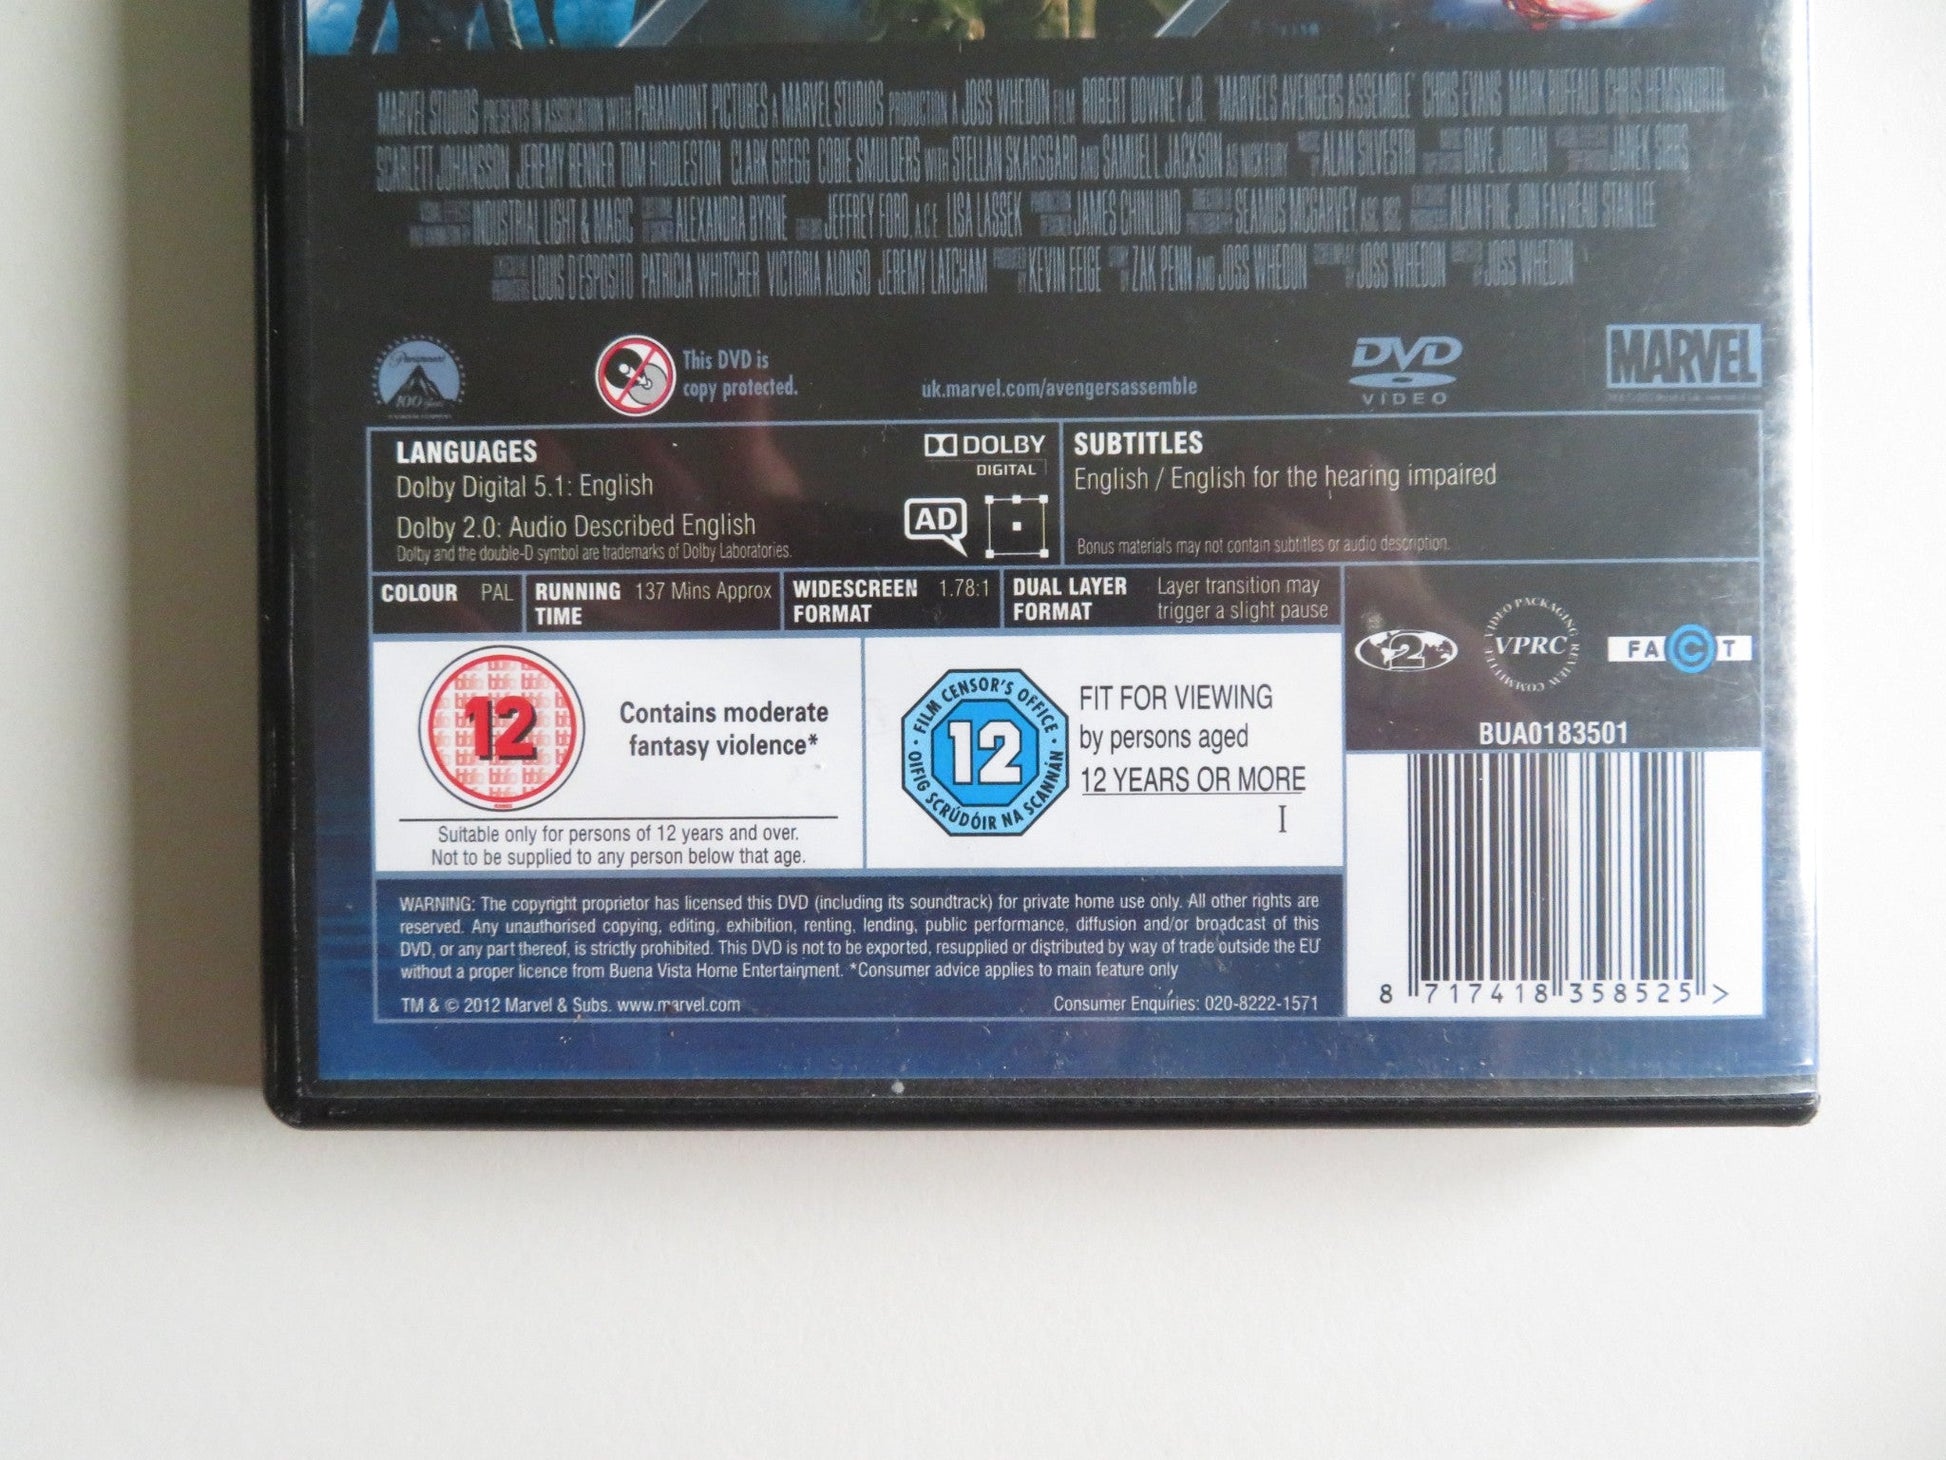 MARVEL STUDIOS PRESENTS IN ASSOCIATION WITH PARAMOUNT PICTURES A MARVEL STUDIOS PRODUCTION A JOSS WHEDON FILM ROBERT DOWNEY JR. "MARVEL'S AVENGERS ASSEMBLE" CHRIS EVANS MARK RUFFALO CHRIS HEMSWORTH
SCARLETT JOHANSSON JEREMY RENNER TOM HIDDLESTON CLARK GREGG COBIE SMULDERS WITH STELLAN SKARSGARD AND SAMUEL L. JACKSON AS NICK FURY ALAN SILVESTRI DAVE JORDAN JANEK SIRRS
INDUSTRIAL LIGHT & MAGIC ALEXANDRA BYRNE JEFFREY FORD, A.C.E. LISA LASSEK JAMES CHINLUND SEAMUS MCGARVEY, ASC, BSC ALAN FINE JON FAVREAU STAN LEE
LOUIS D'ESPOSITO PATRICIA WHITCHER VICTORIA ALONSO JEREMY LATCHAM KEVIN FEIGE ZAK PENN AND JOSS WHEDON JOSS WHEDON JOSS WHEDON
Paramount
100 Years
This DVD is
copy protected.
uk.marvel.com/avengersassemble
DVD
VIDEO
MARVEL
LANGUAGES
Dolby Digital 5.1: English
Dolby 2.0: Audio Described English
Dolby and the double-D symbol are trademarks of Dolby Laboratories.
DOLBY
DIGITAL
AD
SUBTITLES
English / English for the hearing impaired
Bonus materials may not contain subtitles or audio description.
COLOUR PAL
RUNNING TIME 137 Mins Approx
WIDESCREEN FORMAT 1.78:1
DUAL LAYER FORMAT
Layer transition may
trigger a slight pause
2
VIDEO PACKAGING REVIEW COMMITTEE
VPRC
FACT
BUA0183501
12
Contains moderate
fantasy violence*
Suitable only for persons of 12 years and over.
Not to be supplied to any person below that age.
FILM CENSOR'S OFFICE
12
OIFIG SCRÚDÓIR NA SCANNÁN
FIT FOR VIEWING
by persons aged
12 YEARS OR MORE
I
WARNING: The copyright proprietor has licensed this DVD (including its soundtrack) for private home use only. All other rights are
reserved. Any unauthorised copying, editing, exhibition, renting, lending, public performance, diffusion and/or broadcast of this
DVD, or any part thereof, is strictly prohibited. This DVD is not to be exported, resupplied or distributed by way of trade outside the EU
without a proper licence from Buena Vista Home Entertainment. *Consumer advice applies to main feature only
TM & © 2012 Marvel & Subs. www.marvel.com
Consumer Enquiries: 020-8222-1571
8 717418 358525 >